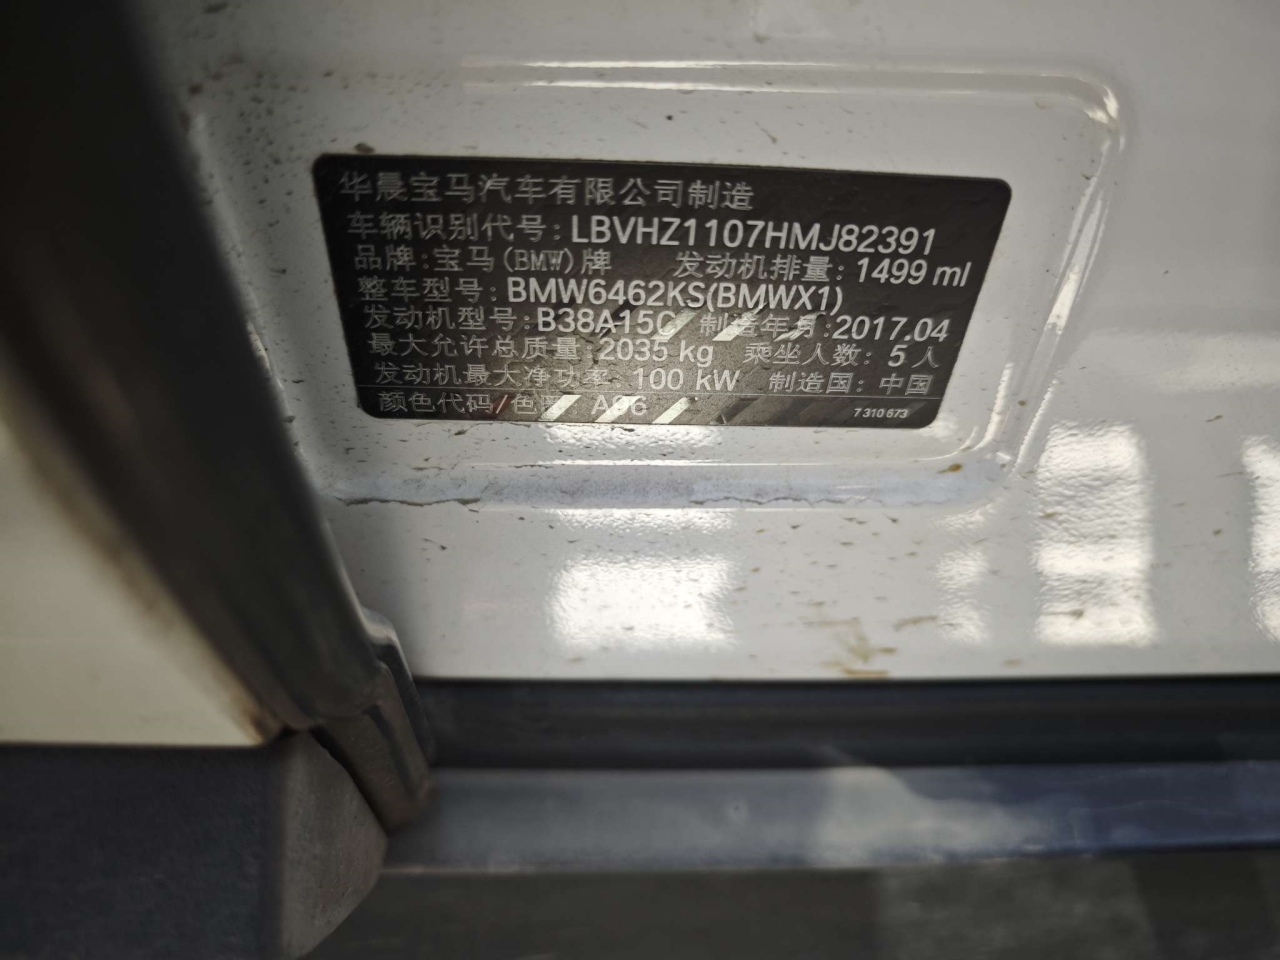 华晨宝马汽车有限公司制造
车辆识别代号: LBVHZ1107HMJ82391
品牌: 宝马(BMW)牌 发动机排量: 1499 ml
整车型号: BMW6462KS(BMWX1)
发动机型号: B38A15C 制造年月: 2017.04
最大允许总质量: 2035 kg 乘坐人数: 5人
发动机最大净功率: 100 kW 制造国: 中国
颜色代码/色 A96 7 310 673